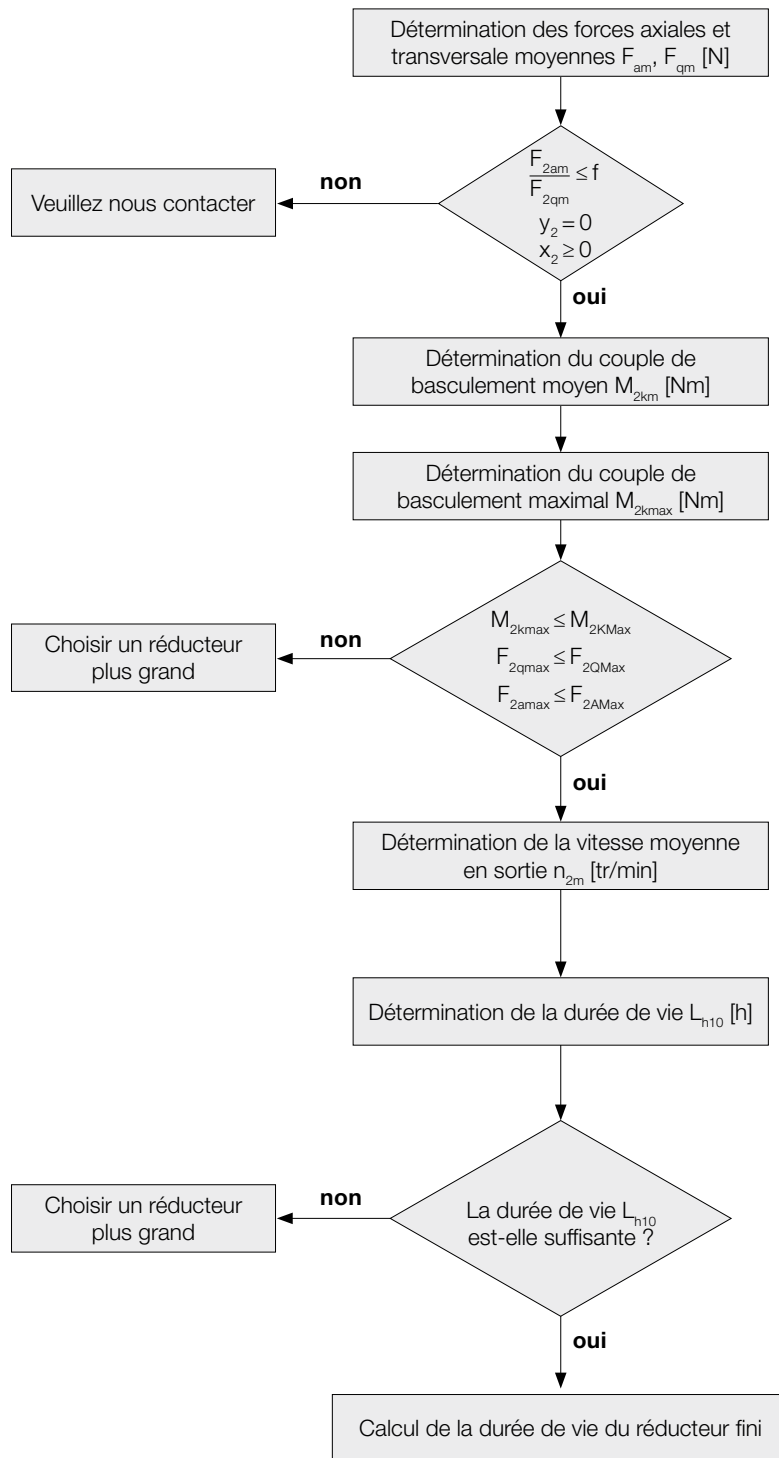 Détermination des forces axiales et
transversale moyennes F_am, F_qm [N]
F_2am
F_2qm
≤ f
y_2 = 0
x_2 ≥ 0
non
Veuillez nous contacter
oui
Détermination du couple de
basculement moyen M_2km [Nm]
Détermination du couple de
basculement maximal M_2kmax [Nm]
M_2kmax ≤ M_2KMax
F_2qmax ≤ F_2QMax
F_2amax ≤ F_2AMax
non
Choisir un réducteur
plus grand
oui
Détermination de la vitesse moyenne
en sortie n_2m [tr/min]
Détermination de la durée de vie L_h10 [h]
La durée de vie L_h10
est-elle suffisante ?
non
Choisir un réducteur
plus grand
oui
Calcul de la durée de vie du réducteur fini